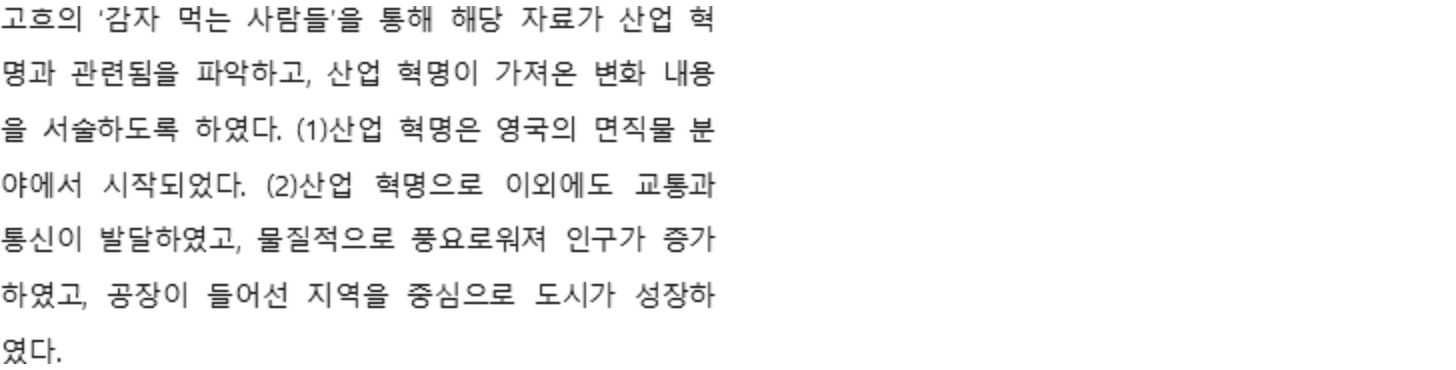 고흐의 '감자 먹는 사람들'을 통해 해당 자료가 산업 혁
명과 관련됨을 파악하고, 산업 혁명이 가져온 변화 내용
을 서술하도록 하였다. (1)산업 혁명은 영국의 면직물 분
야에서 시작되었다. (2)산업 혁명으로 이외에도 교통과
통신이 발달하였고, 물질적으로 풍요로워져 인구가 증가
하였고, 공장이 들어선 지역을 중심으로 도시가 성장하
였다.